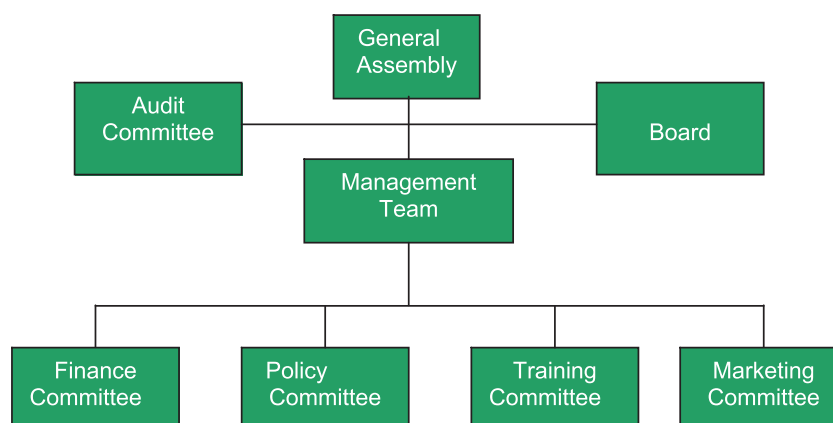 General
Assembly
Audit
Committee
Board
Management
Team
Finance
Committee
Policy
Committee
Training
Committee
Marketing
Committee